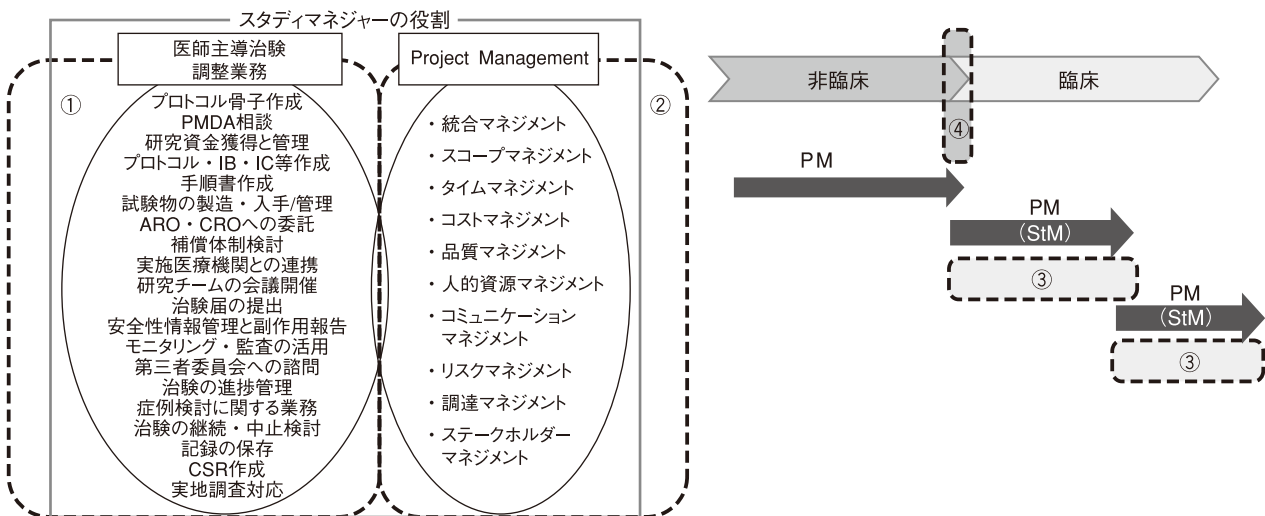 スタディマネジャーの役割
医師主導治験
調整業務
Project Management
①
プロトコル骨子作成
PMDA相談
研究資金獲得と管理
プロトコル・IB・IC等作成
手順書作成
試験物の製造・入手/管理
ARO・CROへの委託
補償体制検討
実施医療機関との連携
研究チームの会議開催
治験届の提出
安全性情報管理と副作用報告
モニタリング・監査の活用
第三者委員会への諮問
治験の進捗管理
症例検討に関する業務
治験の継続・中止検討
記録の保存
CSR作成
実地調査対応
②
・統合マネジメント
・スコープマネジメント
・タイムマネジメント
・コストマネジメント
・品質マネジメント
・人的資源マネジメント
・コミュニケーション
マネジメント
・リスクマネジメント
・調達マネジメント
・ステークホルダー
マネジメント
非臨床
臨床
④
PM
PM
(StM)
③
PM
(StM)
③